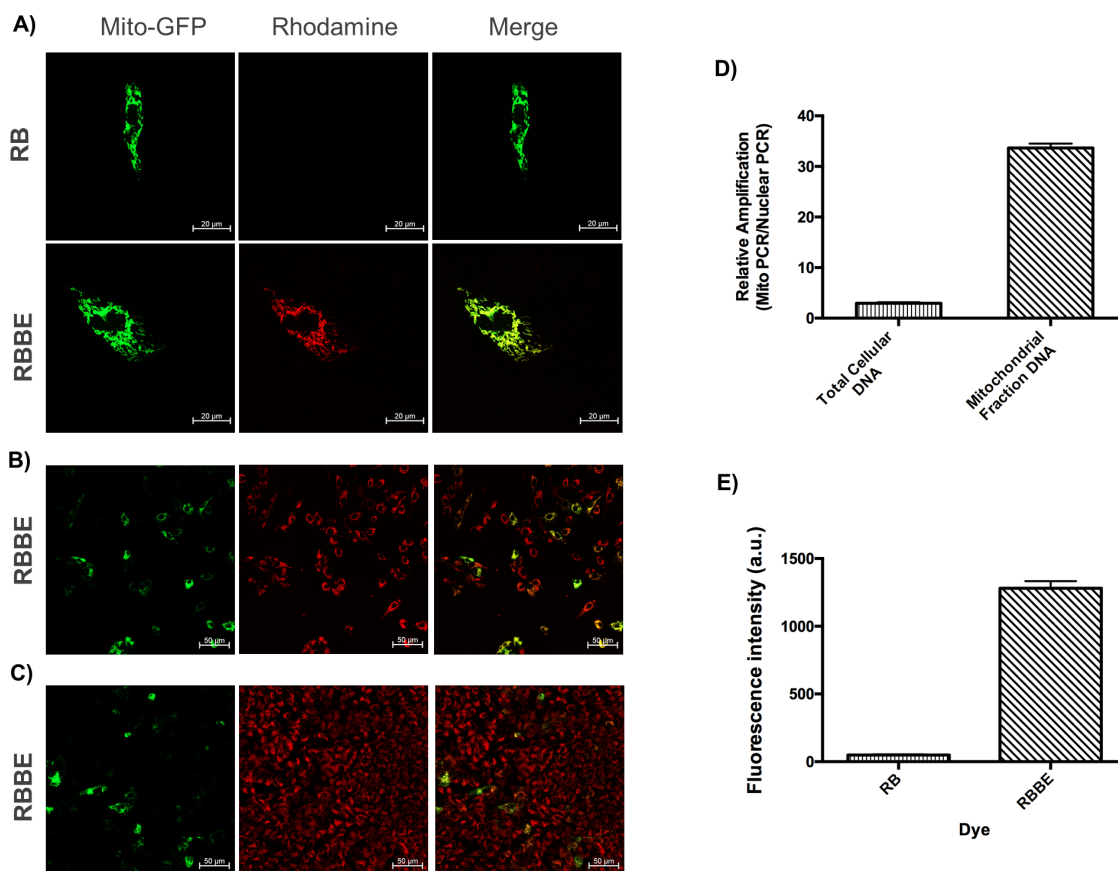 A)
Mito-GFP Rhodamine Merge
RB
20 µm 20 µm 20 µm
RBBE
20 µm 20 µm 20 µm
B)
RBBE
50 µm 50 µm 50 µm
C)
RBBE
50 µm 50 µm 50 µm
D)
Relative Amplification
(Mito PCR/Nuclear PCR)
40
30
20
10
0
Total Cellular
DNA
Mitochondrial
Fraction DNA
E)
Fluorescence intensity (a.u.)
1500
1000
500
0
RB
RBBE
Dye